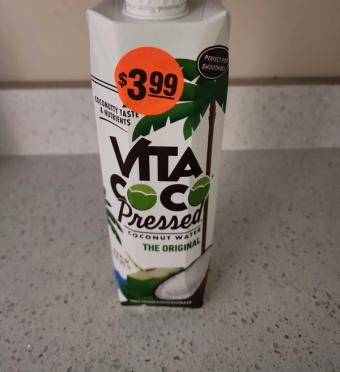 $3.99
PERFECT FOR
SMOOTHIES
COCONUTTY TASTE
& NUTRIENTS
VITA
COCO
Pressed
COCONUT WATER
THE ORIGINAL